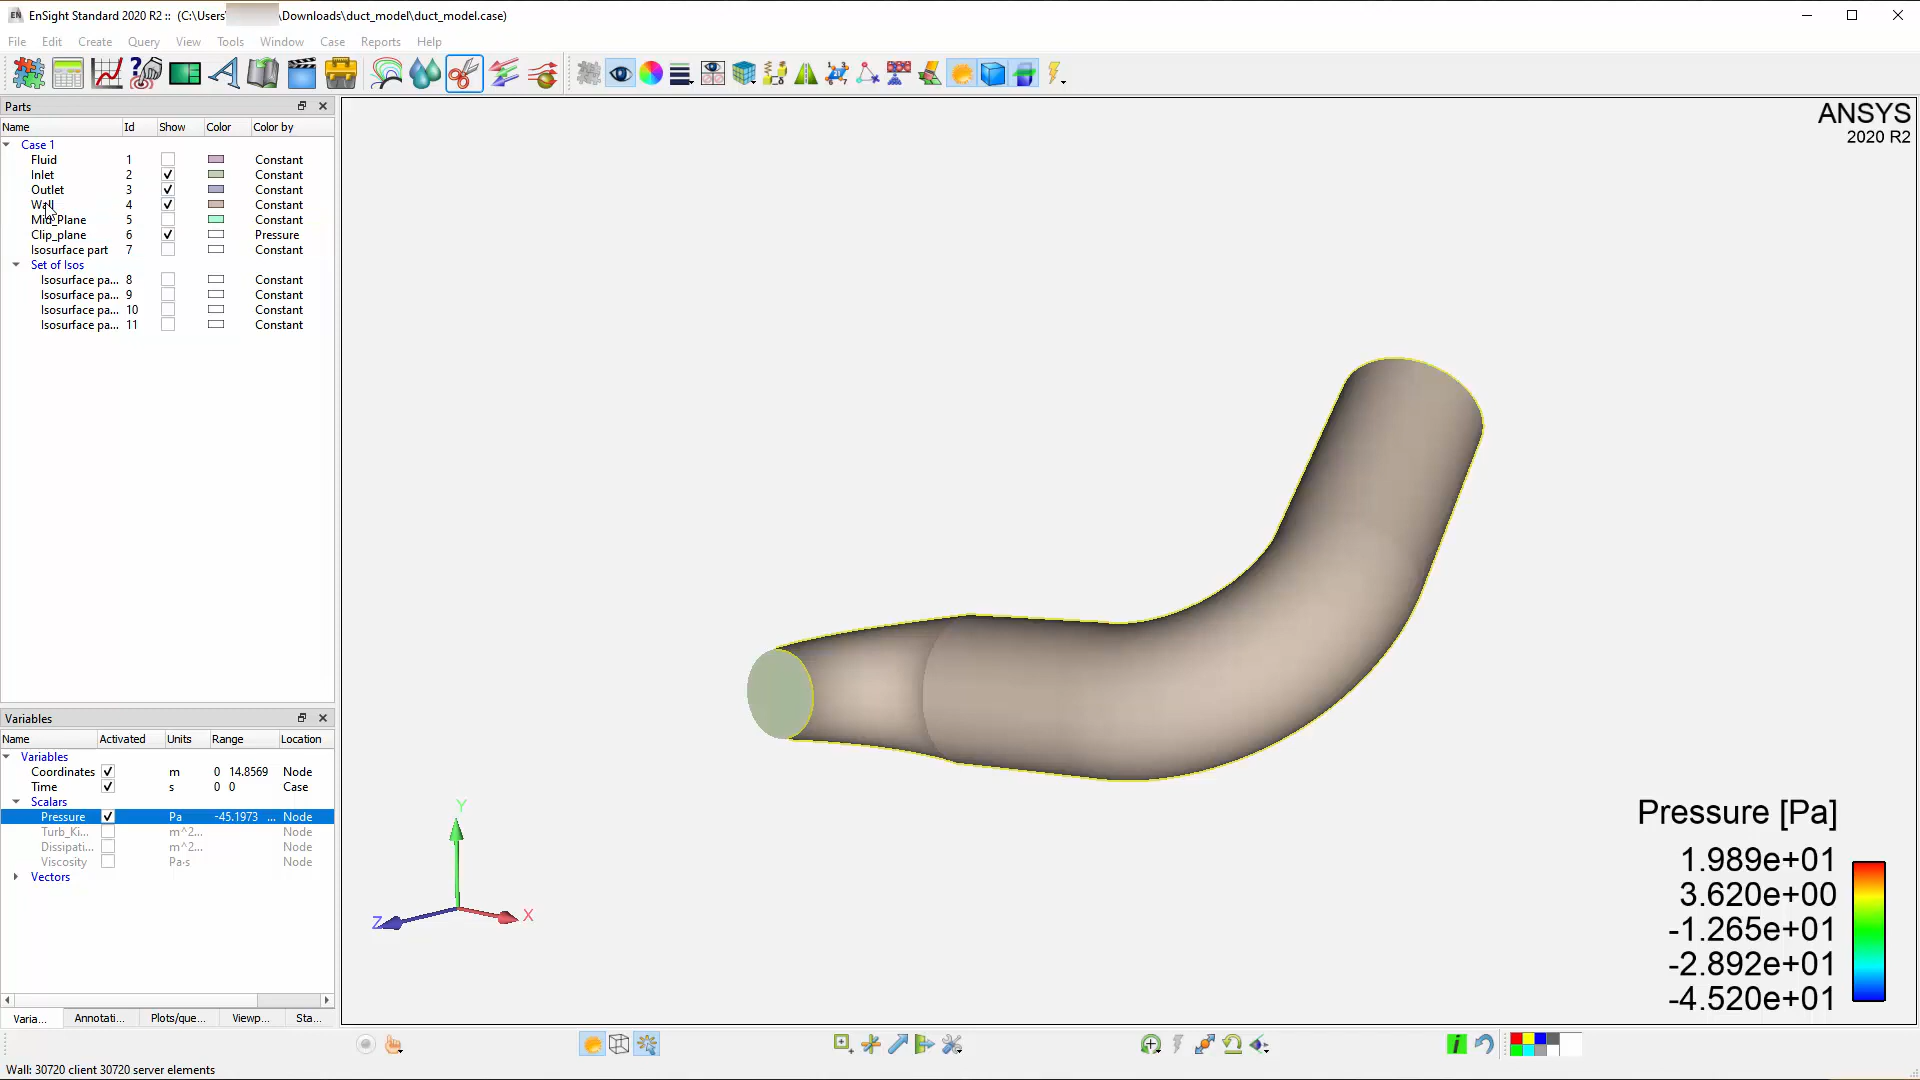 EnSight Standard 2020 R2 :: (C:\Users\ \Downloads\duct_model\duct_model.case)
File Edit Create Query View Tools Window Case Reports Help
Parts
Name Id Show Color Color by
Case 1
Fluid 1 Constant
Inlet 2 Constant
Outlet 3 Constant
Wall 4 Constant
Mid_Plane 5 Constant
Clip_plane 6 Pressure
Isosurface part 7 Constant
Set of Isos
Isosurface pa... 8 Constant
Isosurface pa... 9 Constant
Isosurface pa... 10 Constant
Isosurface pa... 11 Constant
ANSYS
2020 R2
Variables
Name Activated Units Range Location
Variables
Coordinates m 0 14.8569 Node
Time s 0 0 Case
Scalars
Pressure Pa -45.1973 ... Node
Turb_Ki... m^2... Node
Dissipati... m^2... Node
Viscosity Pa·s Node
Vectors
Y
Z
X
Pressure [Pa]
1.989e+01
3.620e+00
-1.265e+01
-2.892e+01
-4.520e+01
Varia... Annotati... Plots/que... Viewp... Sta...
Wall: 30720 client 30720 server elements